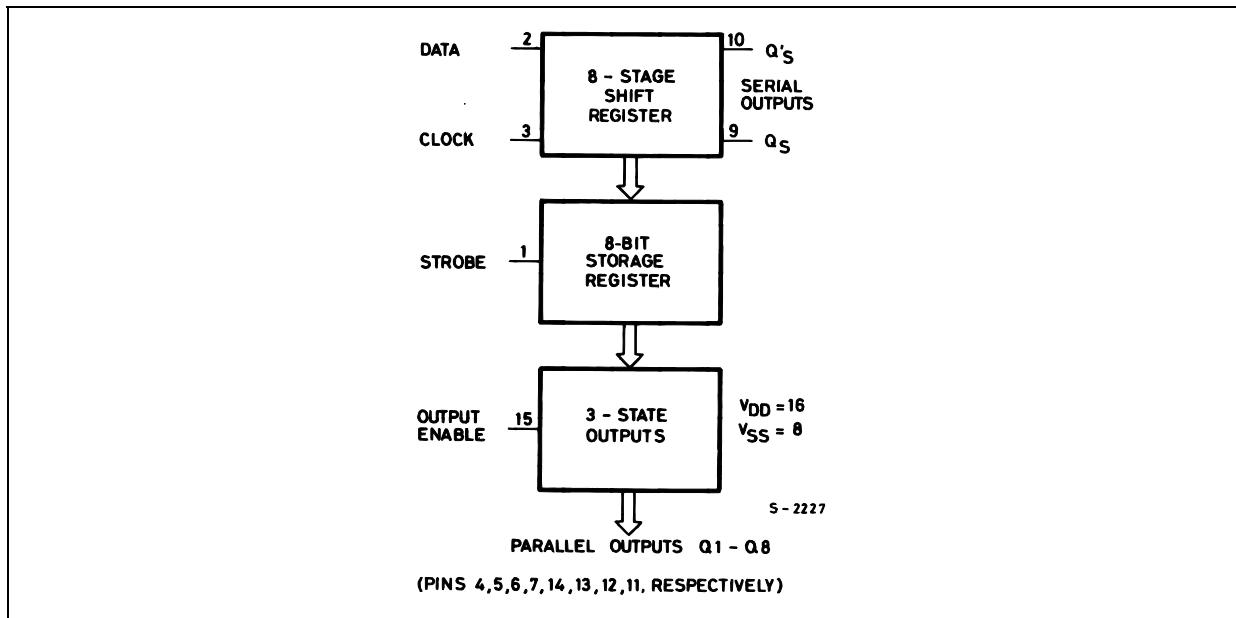 DATA
2
CLOCK
3
8 - STAGE
SHIFT
REGISTER
10
Q'S
SERIAL
OUTPUTS
9
QS
STROBE
1
8-BIT
STORAGE
REGISTER
OUTPUT
ENABLE
15
3 - STATE
OUTPUTS
VDD = 16
VSS = 8
S - 2227
PARALLEL OUTPUTS Q1 - Q8
(PINS 4,5,6,7,14,13,12,11, RESPECTIVELY)